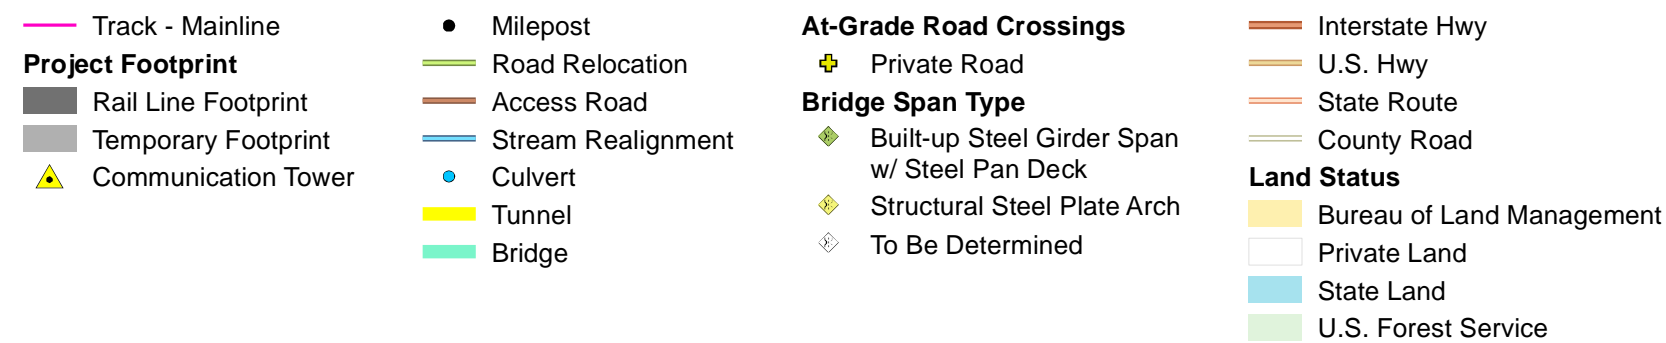 Track - Mainline
Project Footprint
Rail Line Footprint
Temporary Footprint
Communication Tower
Milepost
Road Relocation
Access Road
Stream Realignment
Culvert
Tunnel
Bridge
At-Grade Road Crossings
Private Road
Bridge Span Type
Built-up Steel Girder Span
w/ Steel Pan Deck
Structural Steel Plate Arch
To Be Determined
Interstate Hwy
U.S. Hwy
State Route
County Road
Land Status
Bureau of Land Management
Private Land
State Land
U.S. Forest Service